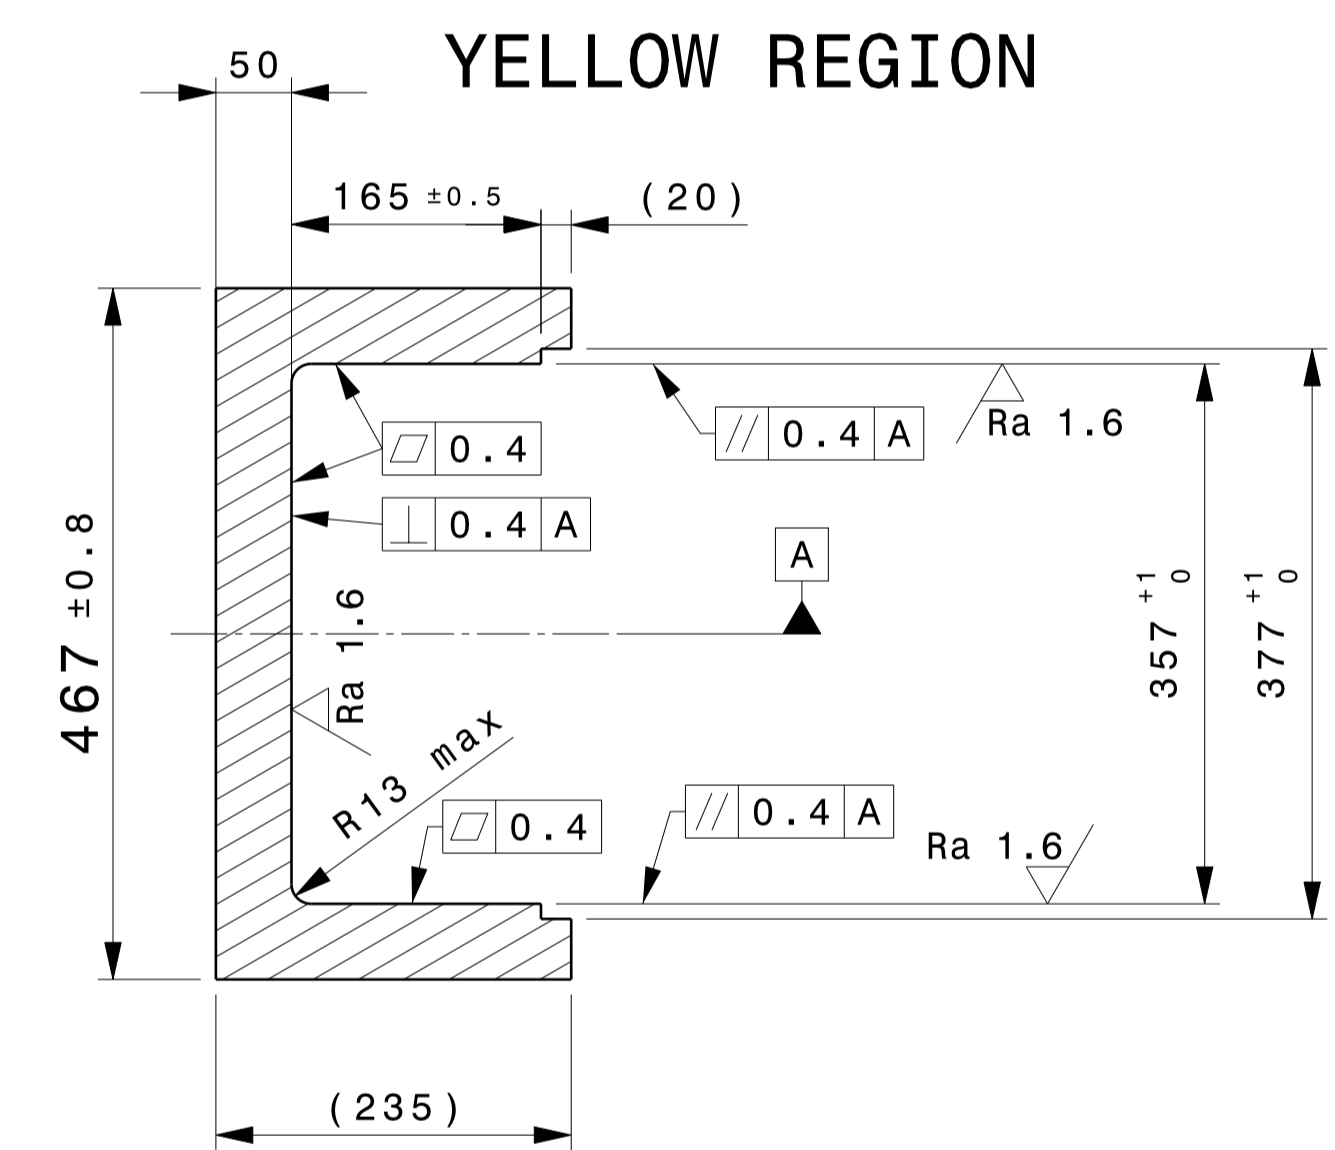 YELLOW REGION
50
165 ±0.5
(20)
0.4
// 0.4 A
Ra 1.6
⊥ 0.4 A
A
467 ±0.8
Ra 1.6
357 +1 0
377 +1 0
R13 max
0.4
// 0.4 A
Ra 1.6
(235)